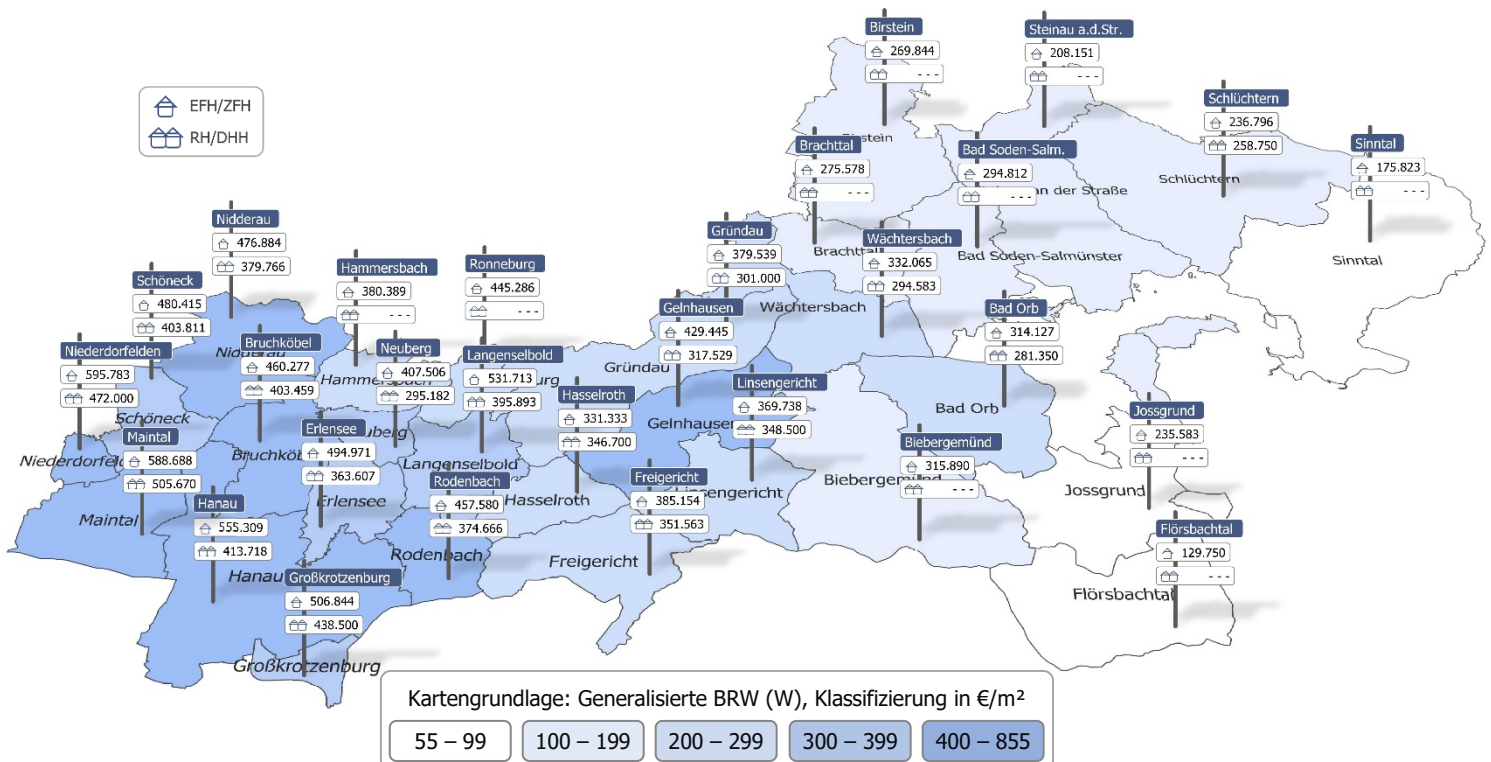 EFH/ZFH
RH/DHH
Birstein
269.844
- - -
Steinau a.d.Str.
208.151
- - -
Schlüchtern
236.796
258.750
Sinntal
175.823
- - -
Brachttal
275.578
- - -
Bad Soden-Salm.
294.812
- - -
Nidderau
476.884
379.766
Gründau
379.539
301.000
Wächtersbach
332.065
294.583
Schöneck
480.415
403.811
Hammersbach
380.389
- - -
Ronneburg
445.286
- - -
Gelnhausen
429.445
317.529
Bad Orb
314.127
281.350
Niederdorfelden
595.783
472.000
Bruchköbel
460.277
403.459
Neuberg
407.506
295.182
Langenselbold
531.713
395.893
Hasselroth
331.333
346.700
Linsengericht
369.738
348.500
Jossgrund
235.583
- - -
Maintal
588.688
505.670
Erlensee
494.971
363.607
Biebergemünd
315.890
- - -
Rodenbach
457.580
374.666
Freigericht
385.154
351.563
Hanau
555.309
413.718
Flörsbachtal
129.750
- - -
Großkrotzenburg
506.844
438.500
Schlüchtern
an der Straße
Brachttal
Bad Soden-Salmünster
Sinntal
Wächtersbach
Nidderau
Gründau
Schöneck
Bad Orb
Gelnhausen
Bruchköb
Niederdorfeld
Langenselbold
Linsengericht
Biebergemünd
Jossgrund
Erlensee
Hasselroth
Maintal
Rodenbach
Freigericht
Hanau
Flörsbachtal
Großkrotzenburg
Kartengrundlage: Generalisierte BRW (W), Klassifizierung in €/m²
55 – 99 100 – 199 200 – 299 300 – 399 400 – 855